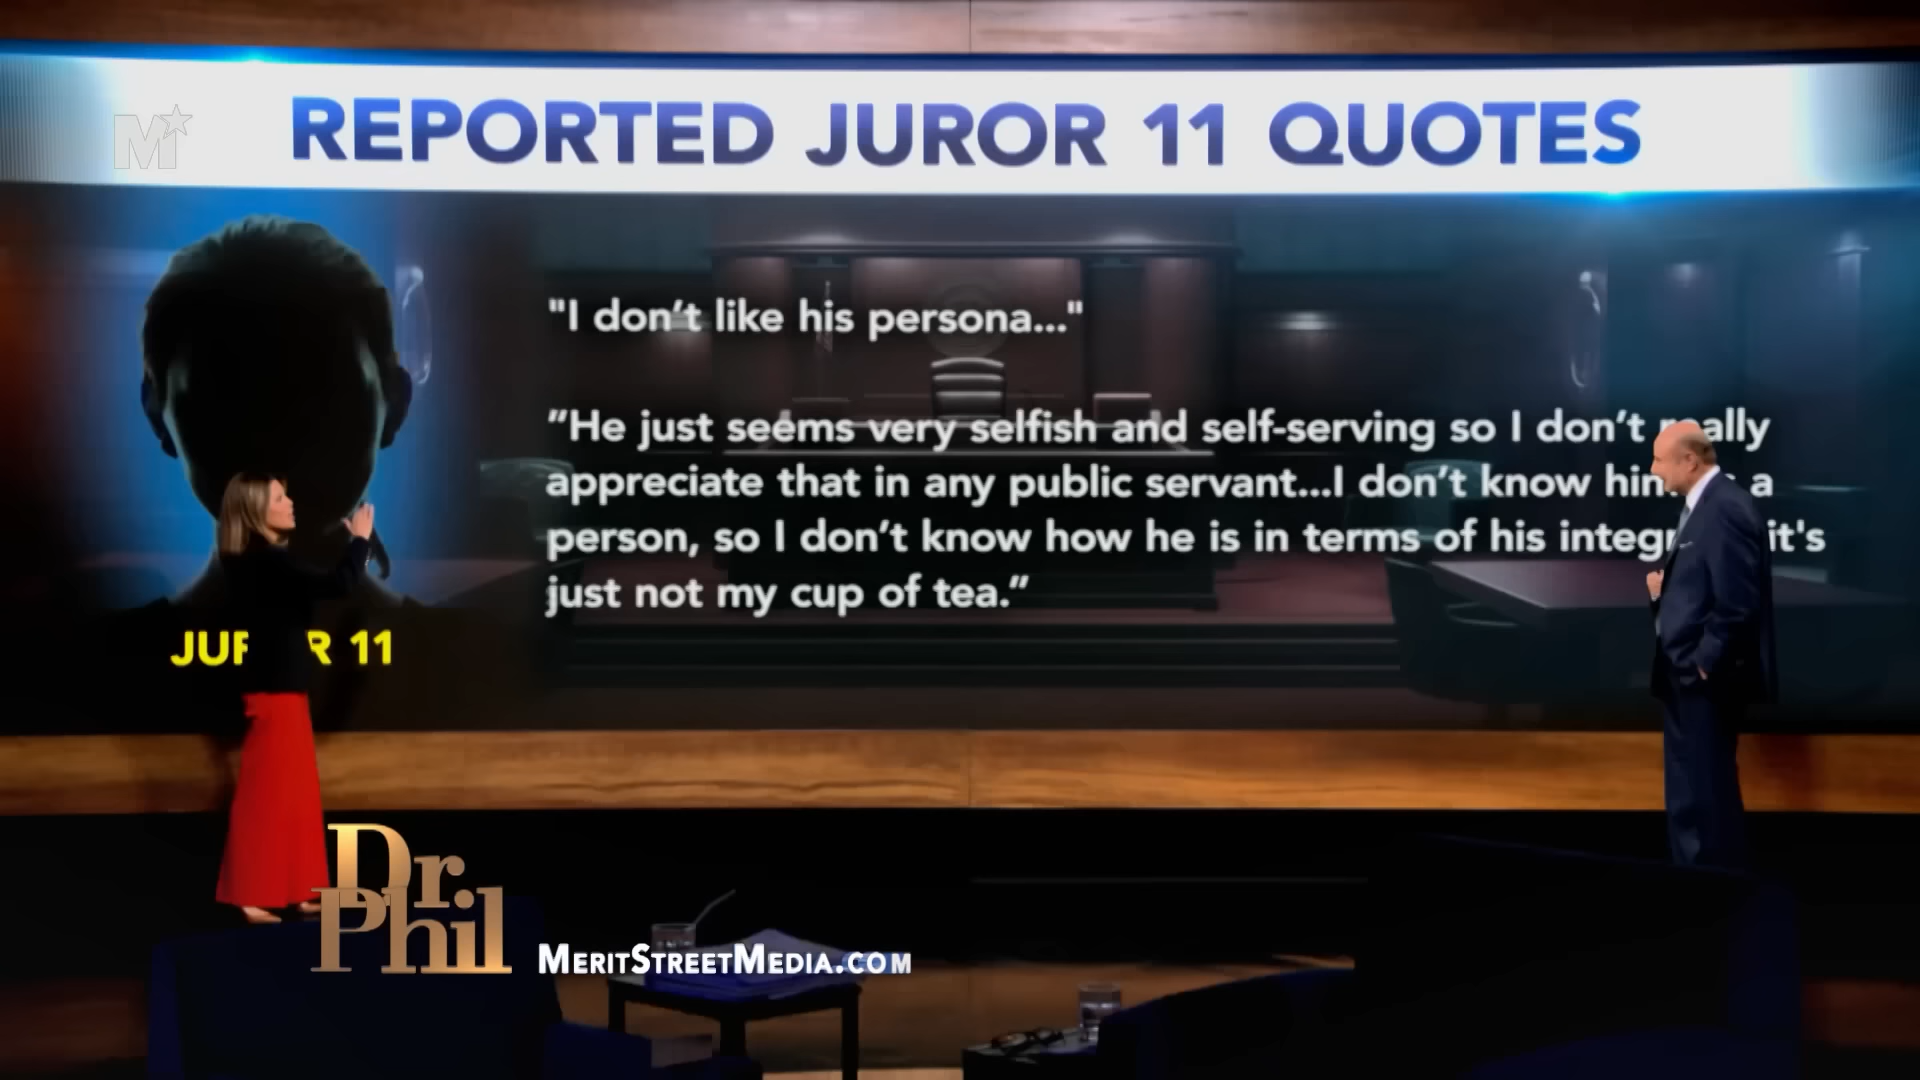 M
REPORTED JUROR 11 QUOTES
"I don't like his persona..."
"He just seems very selfish and self-serving so I don't
appreciate that in any public servant...I don't know a
person, so I don't know how he is in terms of his it's
just not my cup of tea."
11
Dr.
Phil
MERITSTREETMEDIA.COM